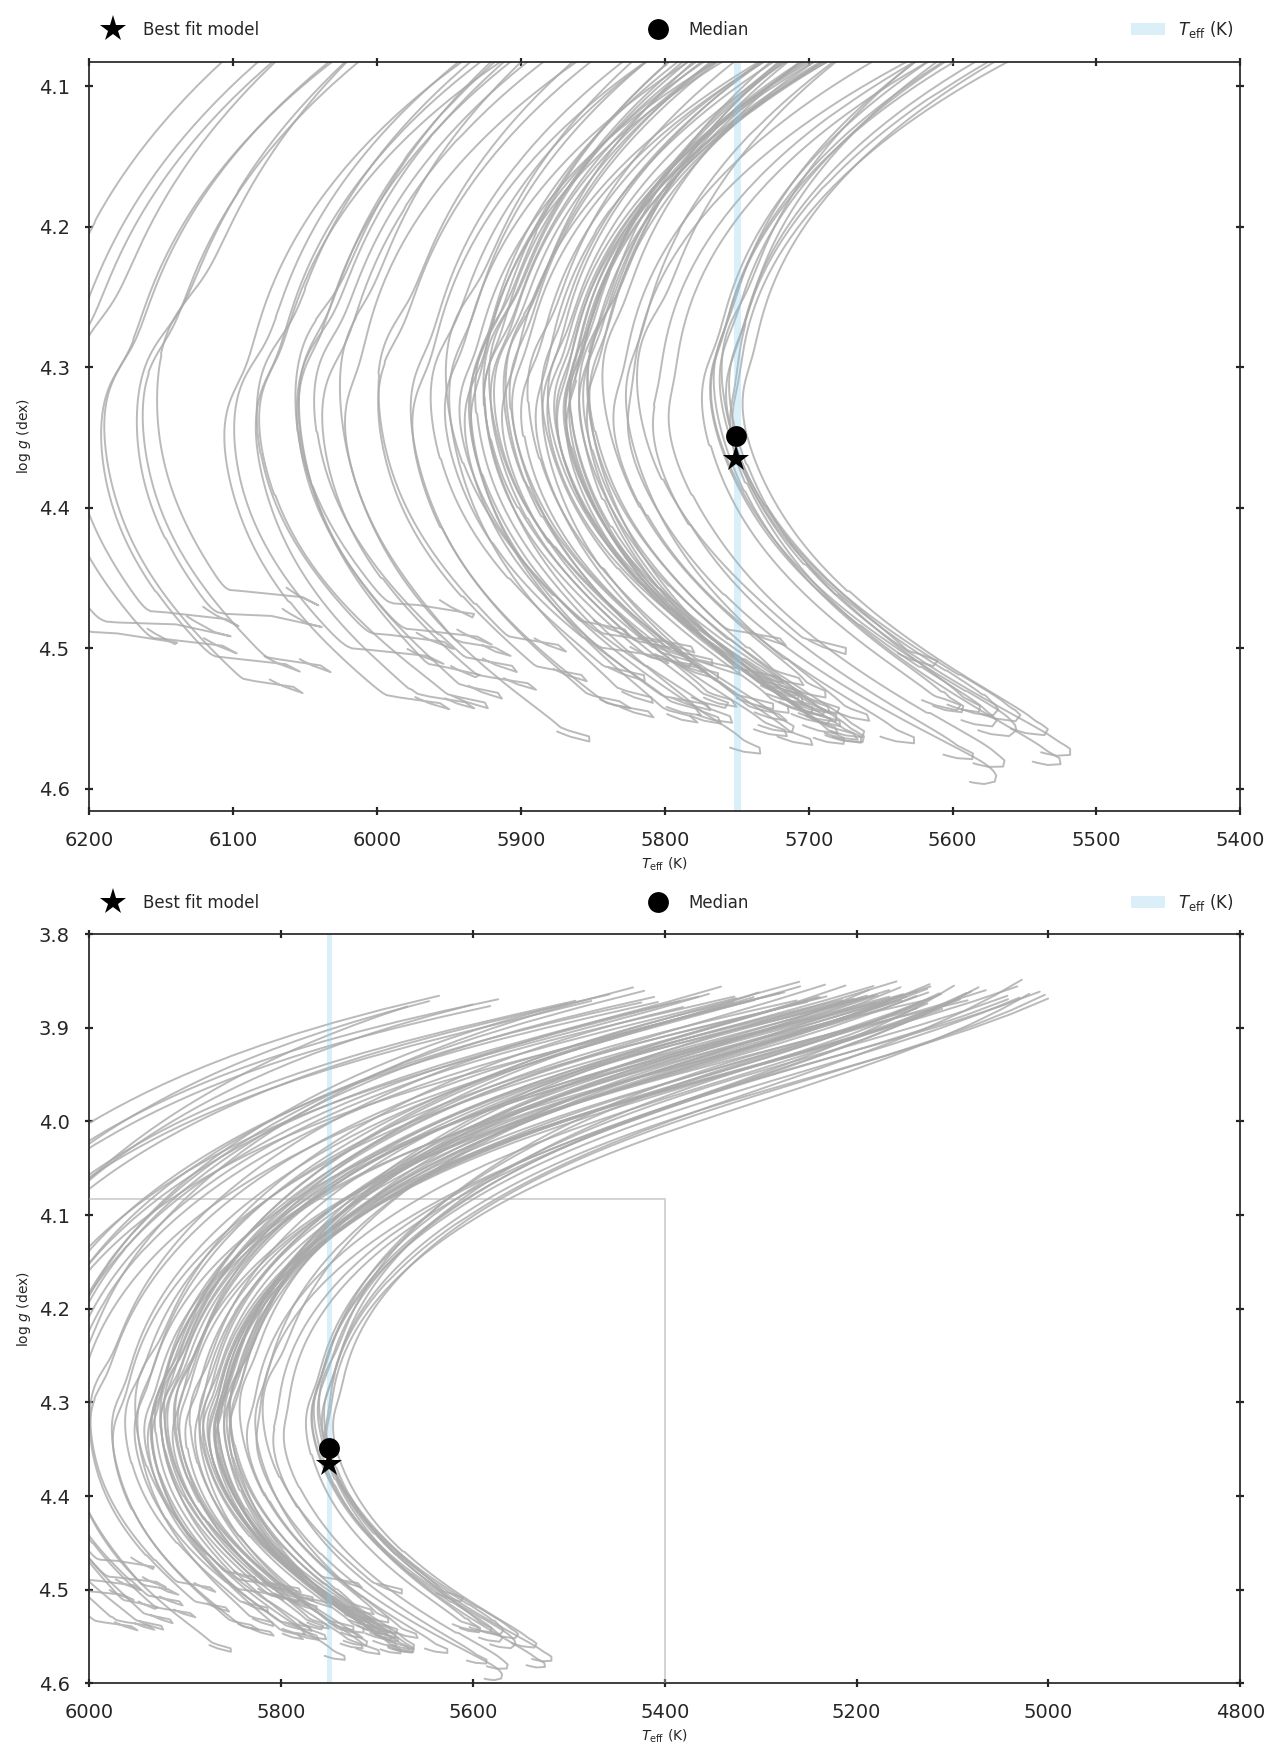 Best fit model Median T_eff (K)
4.1
4.2
4.3
4.4
4.5
4.6
log g (dex)
6200 6100 6000 5900 5800 5700 5600 5500 5400
T_eff (K)
Best fit model Median T_eff (K)
3.8
3.9
4.0
4.1
4.2
4.3
4.4
4.5
4.6
log g (dex)
6000 5800 5600 5400 5200 5000 4800
T_eff (K)